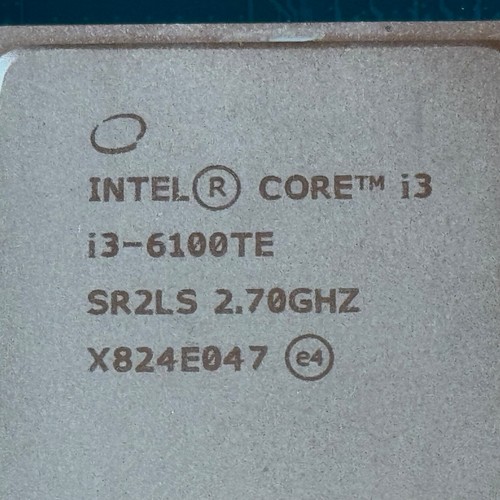 INTEL® CORE™ i3
i3-6100TE
SR2LS 2.70GHZ
X824E047 e4